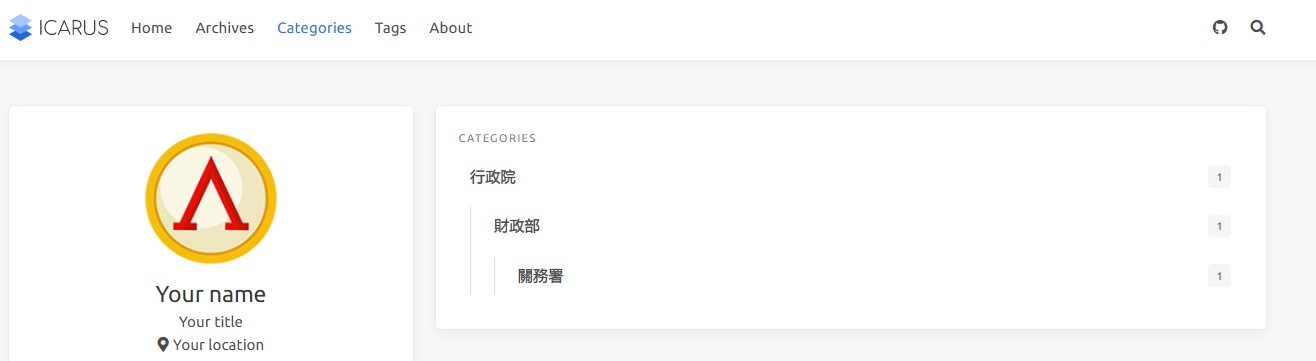 ICARUS Home Archives Categories Tags About
CATEGORIES
行政院 1
財政部 1
關務署 1
Your name
Your title
Your location